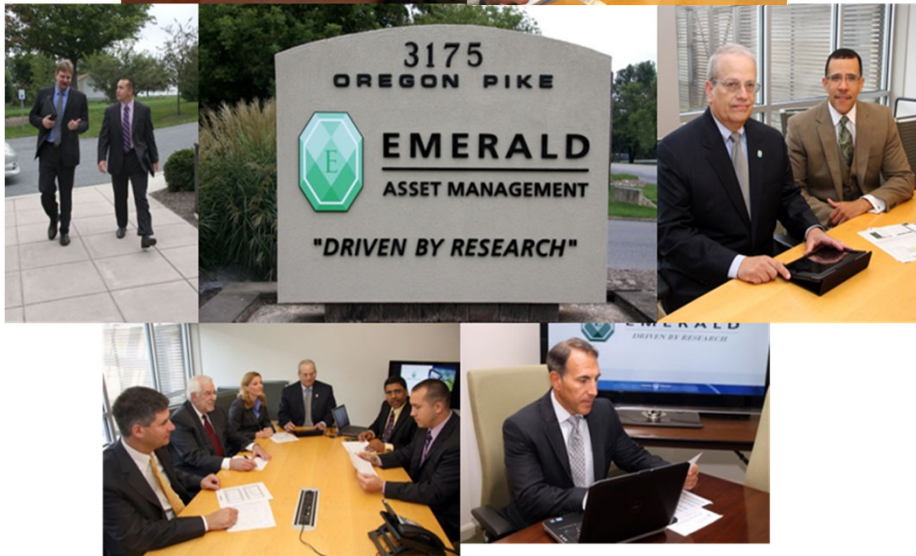 3175
OREGON PIKE
E
EMERALD
ASSET MANAGEMENT
"DRIVEN BY RESEARCH"
EMERALD
DRIVEN BY RESEARCH